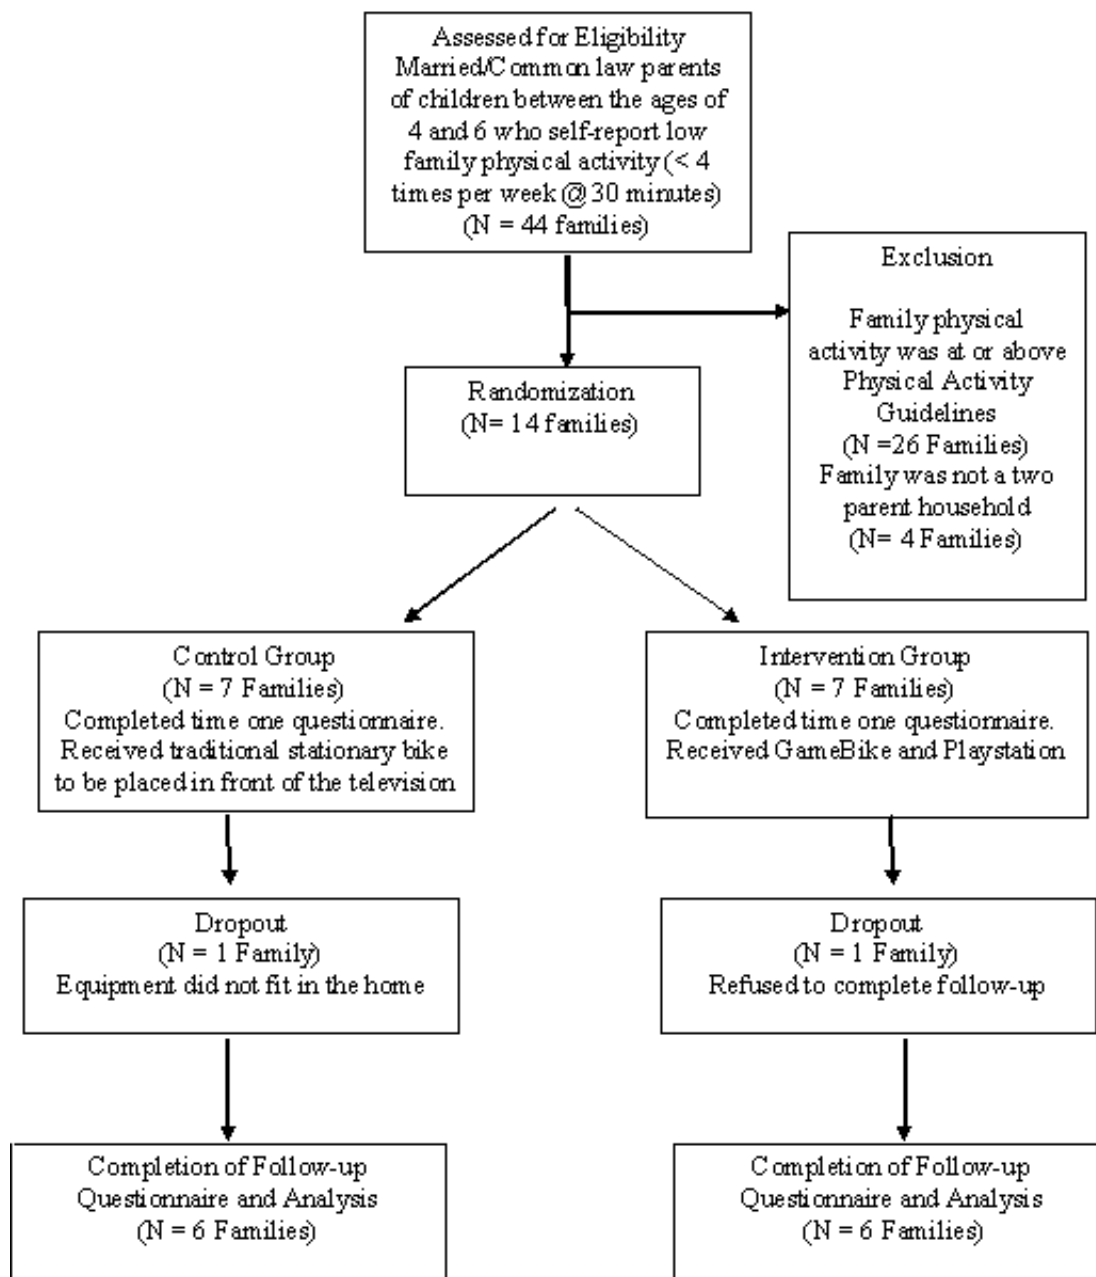 Assessed for Eligibility
Married/Common law parents
of children between the ages of
4 and 6 who self-report low
family physical activity (< 4
times per week @ 30 minutes)
(N = 44 families)
Exclusion
Family physical
activity was at or above
Physical Activity
Guidelines
(N =26 Families)
Family was not a two
parent household
(N= 4 Families)
Randomization
(N= 14 families)
Control Group
(N = 7 Families)
Completed time one questionnaire.
Received traditional stationary bike
to be placed in front of the television
Intervention Group
(N = 7 Families)
Completed time one questionnaire.
Received GameBike and Playstation
Dropout
(N = 1 Family)
Equipment did not fit in the home
Dropout
(N = 1 Family)
Refused to complete follow-up
Completion of Follow-up
Questionnaire and Analysis
(N = 6 Families)
Completion of Follow-up
Questionnaire and Analysis
(N = 6 Families)